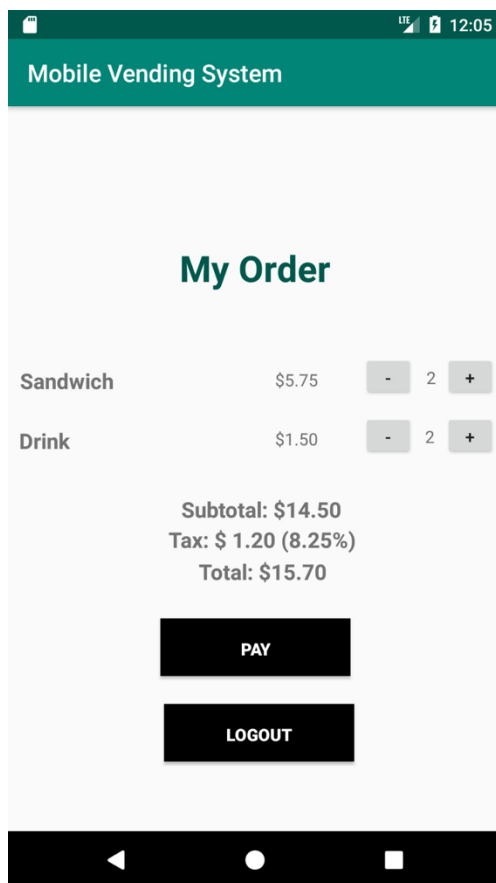 LTE 12:05
Mobile Vending System
My Order
Sandwich $5.75 - 2 +
Drink $1.50 - 2 +
Subtotal: $14.50
Tax: $ 1.20 (8.25%)
Total: $15.70
PAY
LOGOUT